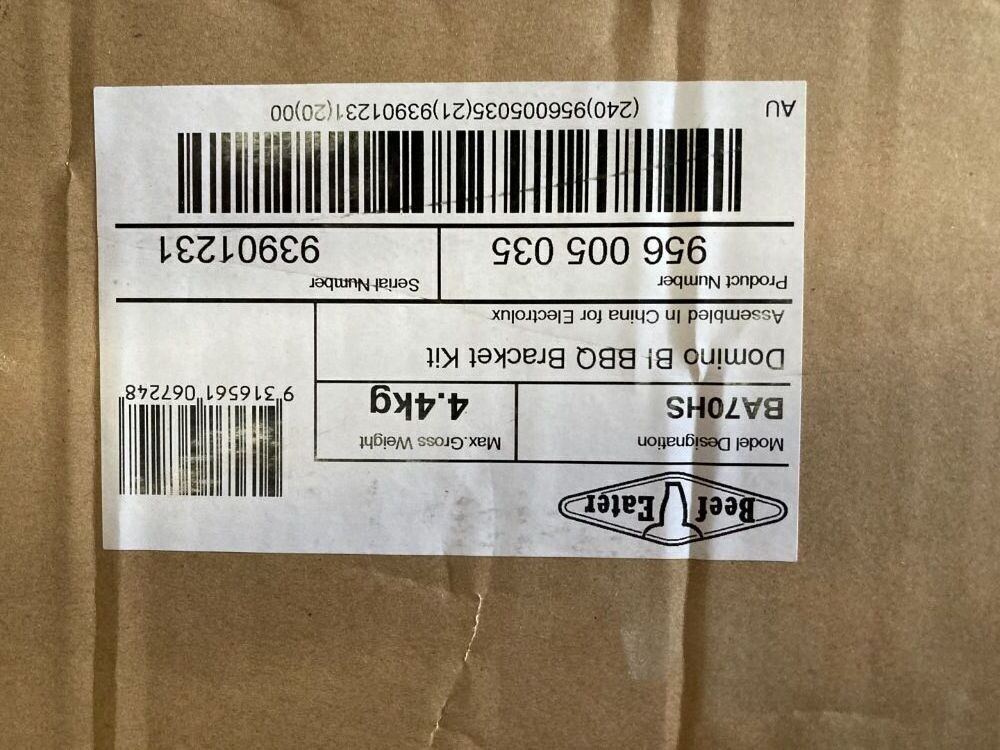 Beef Eater
Model Designation
BA70HS
Max.Gross Weight
4.4kg
9 316561 067248
Domino BI BBQ Bracket Kit
Assembled In China for Electrolux
Product Number
956 005 035
Serial Number
93901231
AU
(240)956005035(21)93901231(20)00